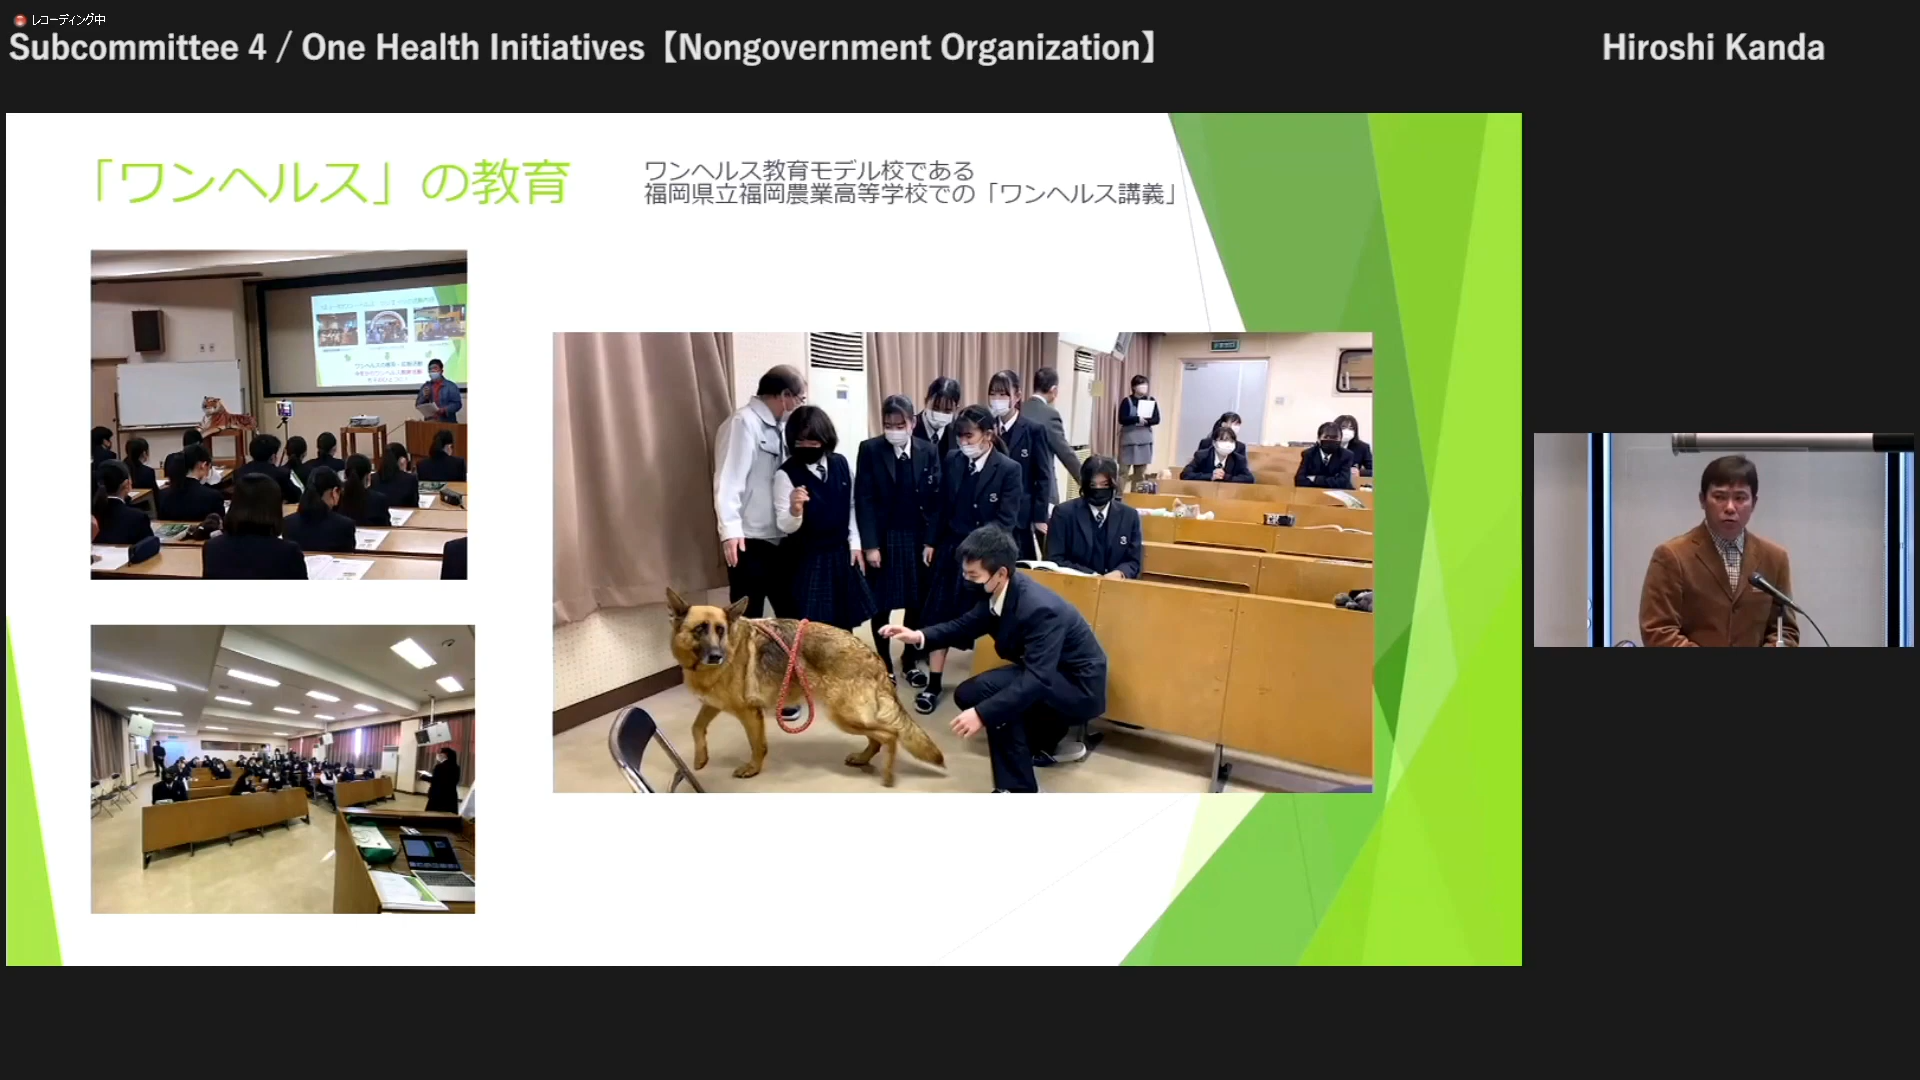 レコーディング中
Subcommittee 4 / One Health Initiatives【Nongovernment Organization】
Hiroshi Kanda
「ワンヘルス」の教育
ワンヘルス教育モデル校である
福岡県立福岡農業高等学校での「ワンヘルス講義」